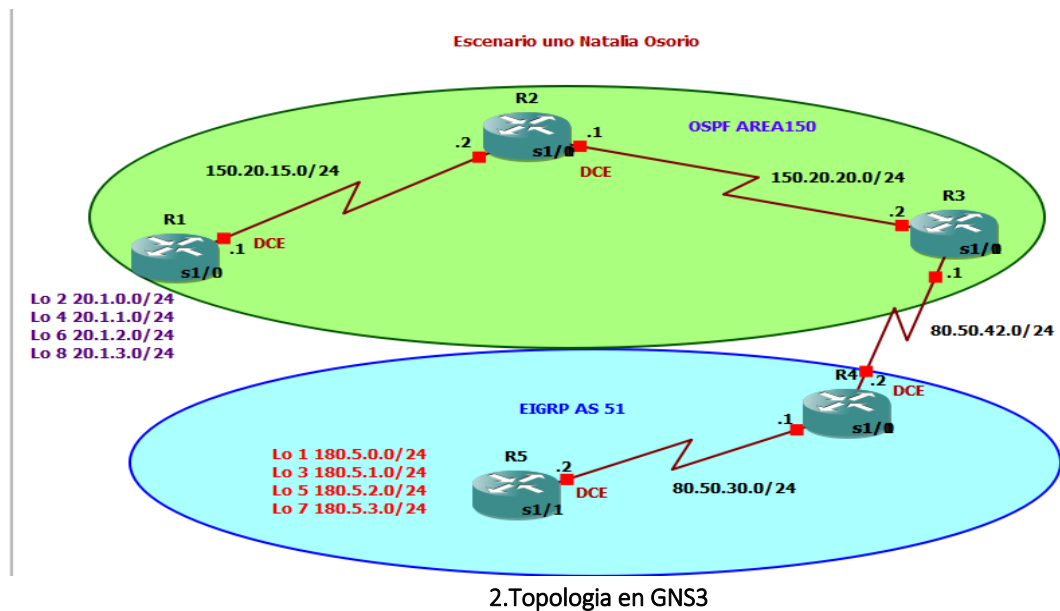 Escenario uno Natalia Osorio
R2
OSPF AREA150
.2
.1
s1/0
DCE
150.20.15.0/24
150.20.20.0/24
R1
.1
DCE
s1/0
.2
R3
.1
Lo 2 20.1.0.0/24
Lo 4 20.1.1.0/24
Lo 6 20.1.2.0/24
Lo 8 20.1.3.0/24
80.50.42.0/24
R4
.2
DCE
EIGRP AS 51
.1
Lo 1 180.5.0.0/24
Lo 3 180.5.1.0/24
Lo 5 180.5.2.0/24
Lo 7 180.5.3.0/24
R5
.2
DCE
s1/1
80.50.30.0/24
2.Topologia en GNS3